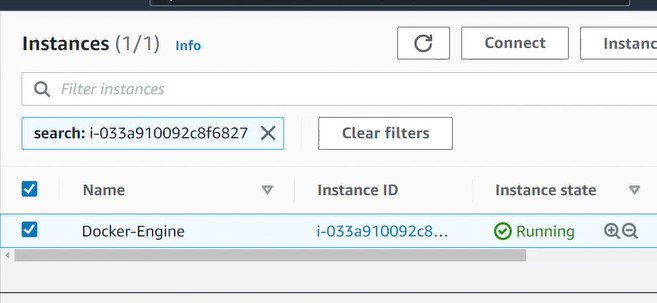 Instances (1/1) Info
Connect
Instanc
Filter instances
search: i-033a910092c8f6827
Clear filters
Name Instance ID Instance state
Docker-Engine i-033a910092c8... Running